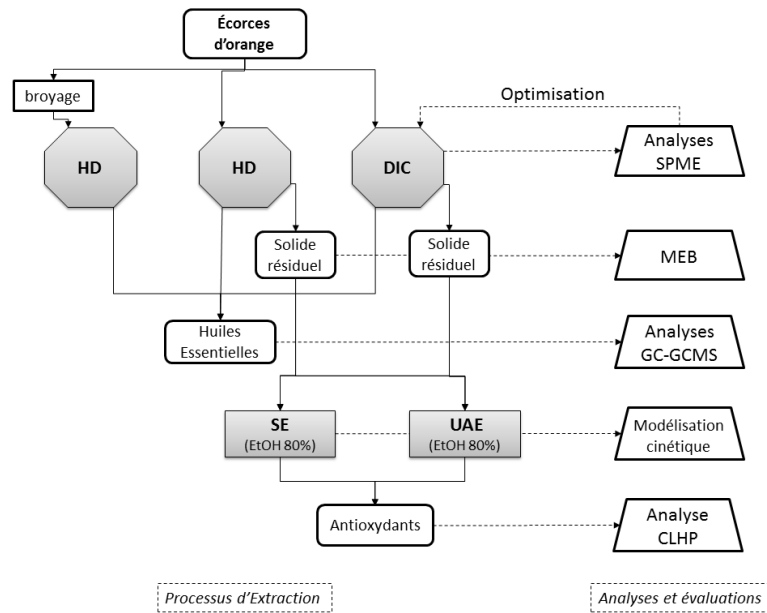 Écorces
d'orange
broyage
Optimisation
HD
HD
DIC
Analyses
SPME
Solide
résiduel
Solide
résiduel
MEB
Huiles
Essentielles
Analyses
GC-GCMS
SE
(EtOH 80%)
UAE
(EtOH 80%)
Modélisation
cinétique
Antioxydants
Analyse
CLHP
Processus d'Extraction
Analyses et évaluations